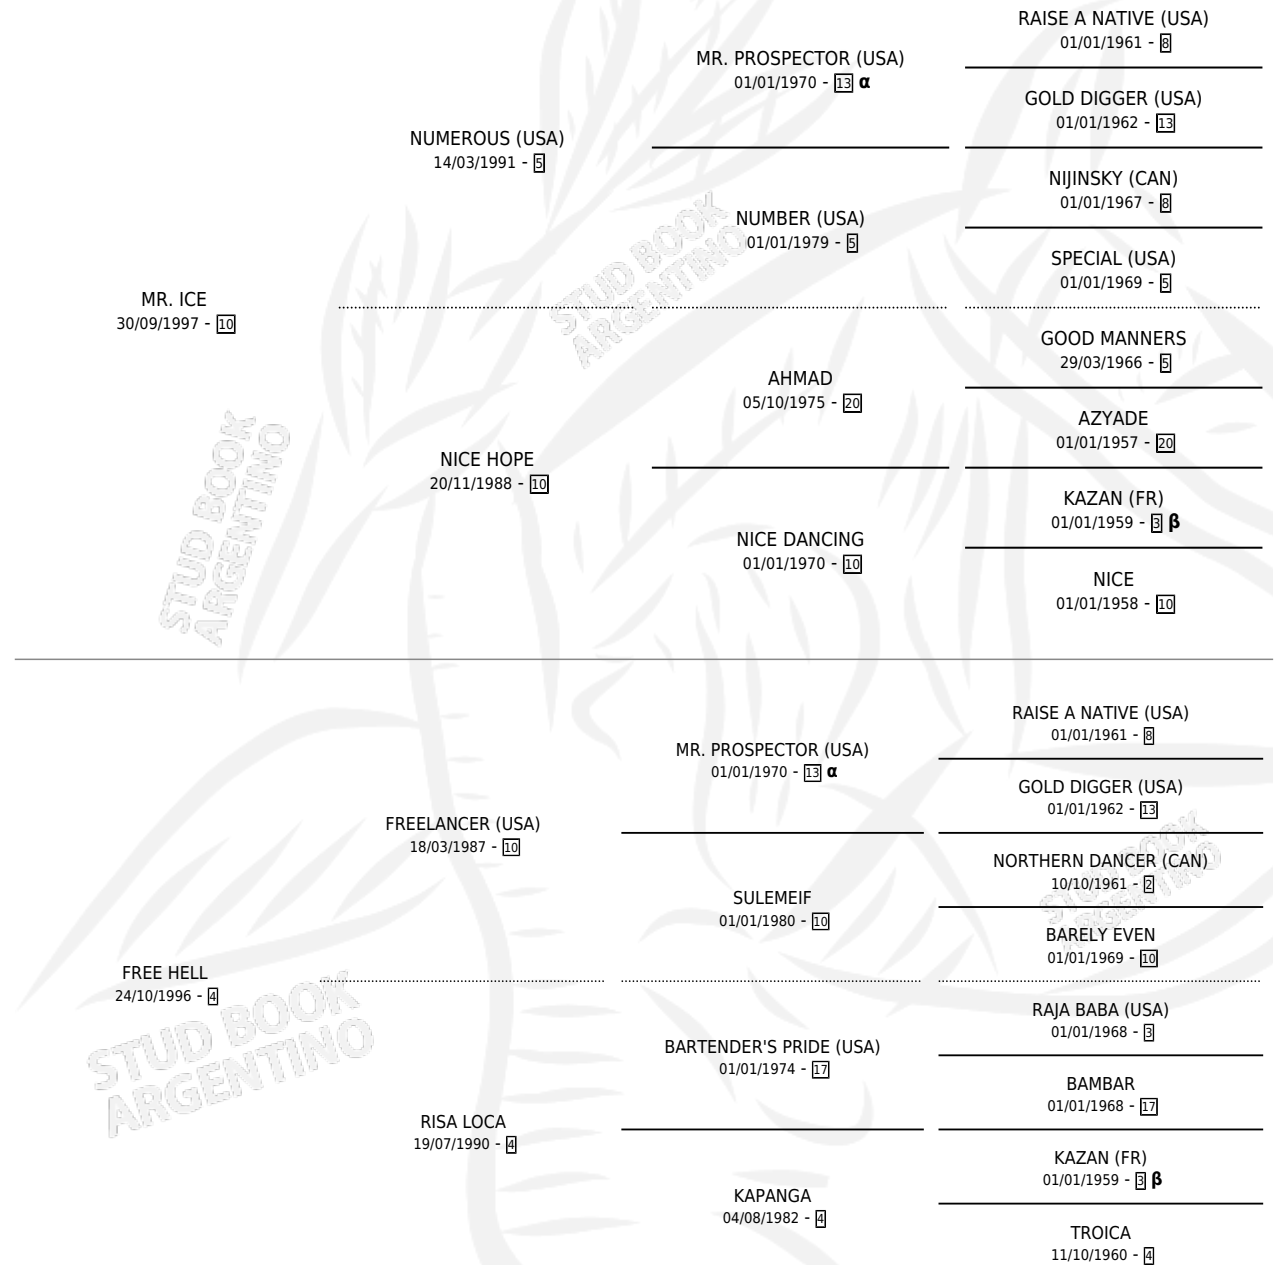 RAISE A NATIVE (USA)
01/01/1961 - 8
MR. PROSPECTOR (USA)
01/01/1970 - 13 α
GOLD DIGGER (USA)
01/01/1962 - 13
NUMEROUS (USA)
14/03/1991 - 5
NIJINSKY (CAN)
01/01/1967 - 8
NUMBER (USA)
01/01/1979 - 5
SPECIAL (USA)
01/01/1969 - 5
MR. ICE
30/09/1997 - 10
STUD BOOK
ARGENTINO
GOOD MANNERS
29/03/1966 - 5
AHMAD
05/10/1975 - 20
AZYADE
01/01/1957 - 20
NICE HOPE
20/11/1988 - 10
KAZAN (FR)
01/01/1959 - 3 β
NICE DANCING
01/01/1970 - 10
NICE
01/01/1958 - 10
STUD BOOK
ARGENTINO
RAISE A NATIVE (USA)
01/01/1961 - 8
MR. PROSPECTOR (USA)
01/01/1970 - 13 α
GOLD DIGGER (USA)
01/01/1962 - 13
FREELANCER (USA)
18/03/1987 - 10
NORTHERN DANCER (CAN)
10/10/1961 - 2
SULEMEIF
01/01/1980 - 10
BARELY EVEN
01/01/1969 - 10
STUD BOOK
ARGENTINO
FREE HELL
24/10/1996 - 4
STUD BOOK
ARGENTINO
RAJA BABA (USA)
01/01/1968 - 3
BARTENDER'S PRIDE (USA)
01/01/1974 - 17
BAMBAR
01/01/1968 - 17
RISA LOCA
19/07/1990 - 4
KAZAN (FR)
01/01/1959 - 3 β
KAPANGA
04/08/1982 - 4
TROICA
11/10/1960 - 4